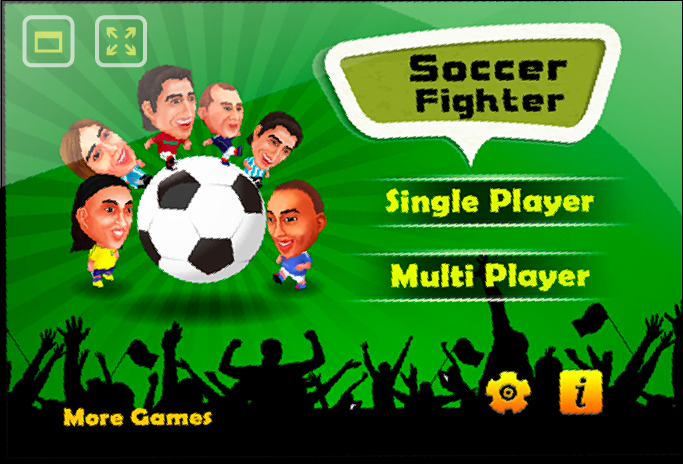 Soccer
Fighter
Single Player
Multi Player
i
More Games